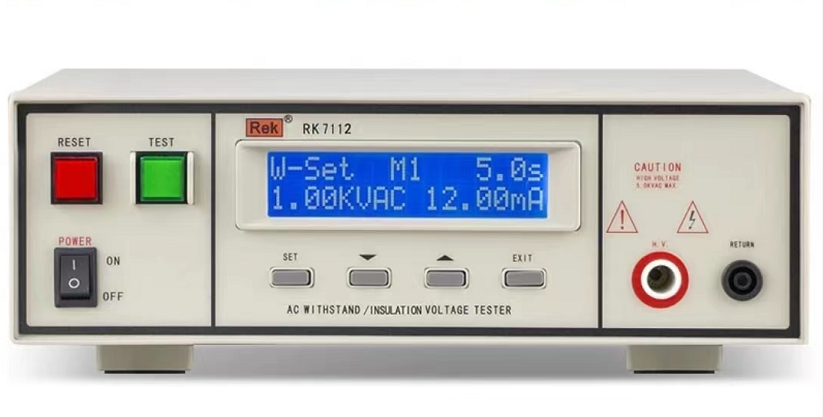 RESET
TEST
POWER
I
ON
O
OFF
Rek® RK7112
W-Set M1 5.0s
1.00KVAC 12.00mA
SET
EXIT
AC WITHSTAND/INSULATION VOLTAGE TESTER
CAUTION
HIGH VOLTAGE
5.0KVAC MAX
H.V.
RETURN